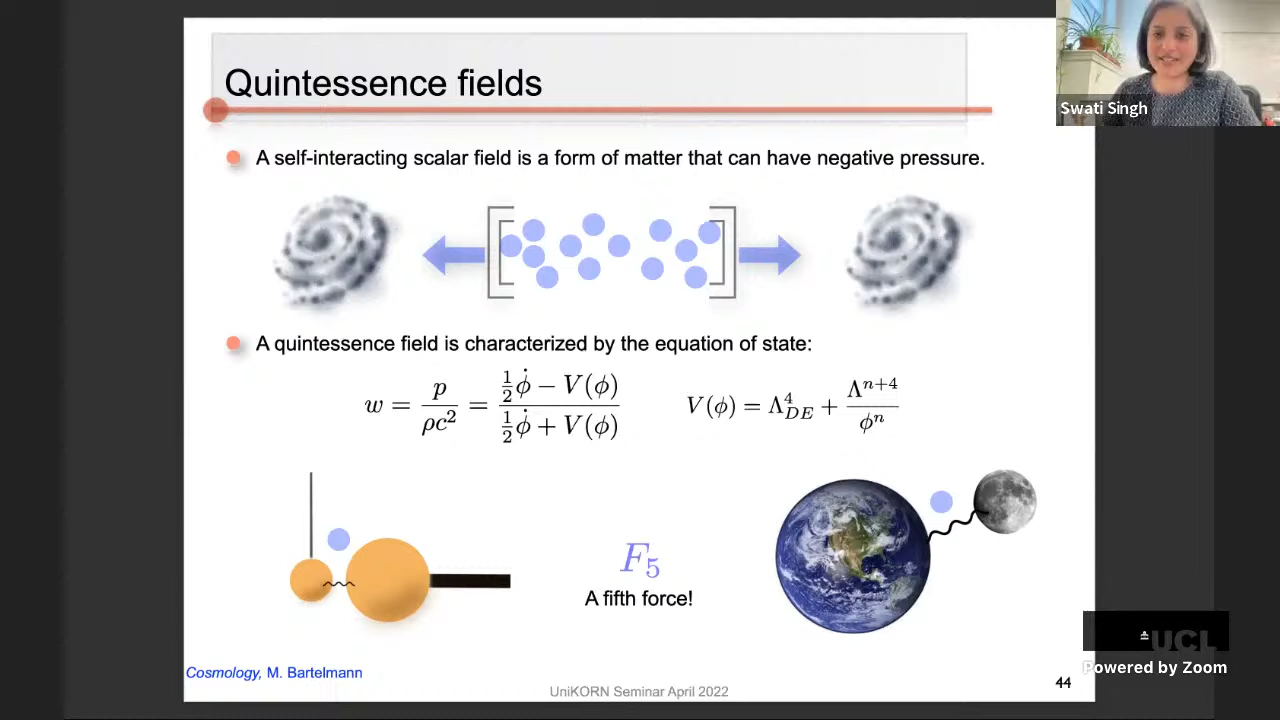 Quintessence fields
Swati Singh
A self-interacting scalar field is a form of matter that can have negative pressure.
A quintessence field is characterized by the equation of state:
w = p/ρc² = (½ϕ̇ − V(ϕ))/(½ϕ̇ + V(ϕ)) V(ϕ) = Λ⁴_DE + Λⁿ⁺⁴/ϕⁿ
F₅
A fifth force!
UCL
Powered by Zoom
Cosmology, M. Bartelmann
UniKORN Seminar April 2022
44